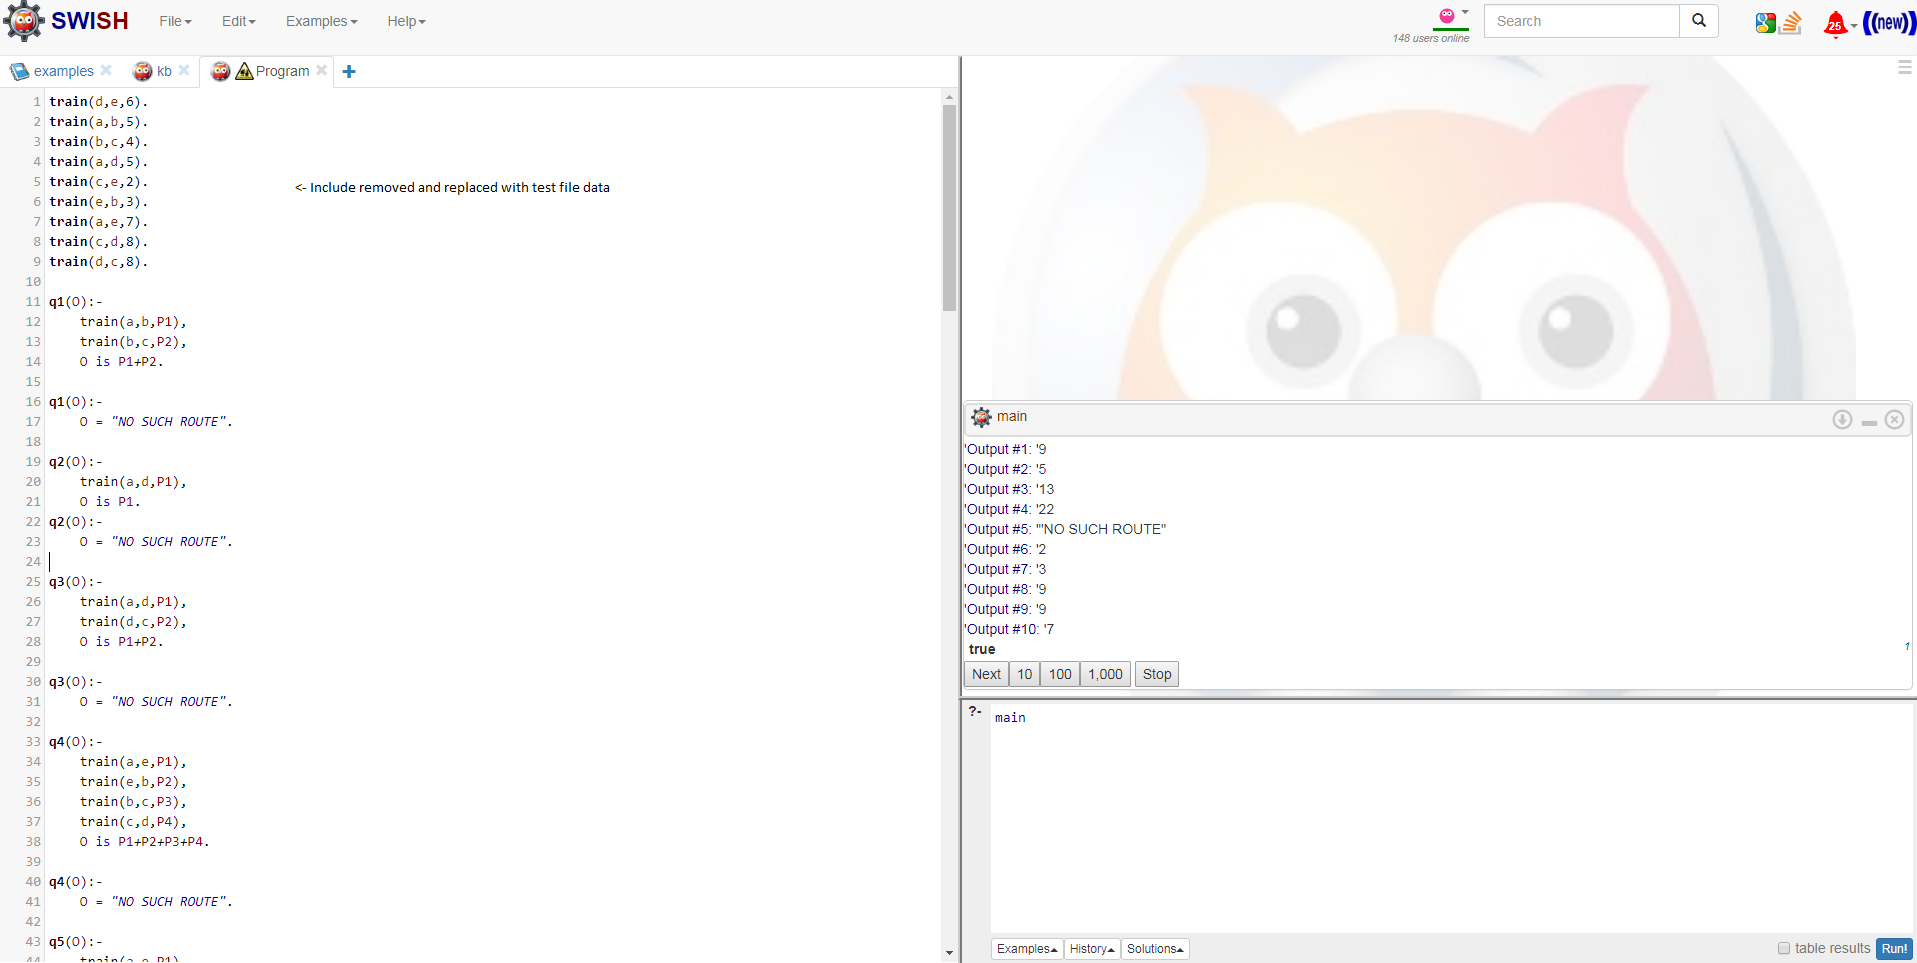 SWISH File Edit Examples Help 148 users online Search 25 ((new))
examples kb Program
1 train(d,e,6).
2 train(a,b,5).
3 train(b,c,4).
4 train(a,d,5).
5 train(c,e,2). <- Include removed and replaced with test file data
6 train(e,b,3).
7 train(a,e,7).
8 train(c,d,8).
9 train(d,c,8).
10
11 q1(O):-
12 train(a,b,P1),
13 train(b,c,P2),
14 O is P1+P2.
15
16 q1(O):-
17 O = "NO SUCH ROUTE".
18
19 q2(O):-
20 train(a,d,P1),
21 O is P1.
22 q2(O):-
23 O = "NO SUCH ROUTE".
24
25 q3(O):-
26 train(a,d,P1),
27 train(d,c,P2),
28 O is P1+P2.
29
30 q3(O):-
31 O = "NO SUCH ROUTE".
32
33 q4(O):-
34 train(a,e,P1),
35 train(e,b,P2),
36 train(b,c,P3),
37 train(c,d,P4),
38 O is P1+P2+P3+P4.
39
40 q4(O):-
41 O = "NO SUCH ROUTE".
42
43 q5(O):-
44 train(a,e,P1)
main
'Output #1: '9
'Output #2: '5
'Output #3: '13
'Output #4: '22
'Output #5: '"NO SUCH ROUTE"
'Output #6: '2
'Output #7: '3
'Output #8: '9
'Output #9: '9
'Output #10: '7
true 1
Next 10 100 1,000 Stop
?- main
Examples History Solutions table results Run!